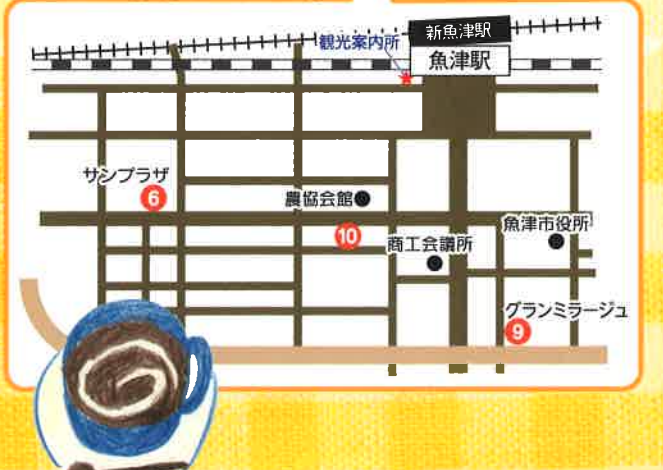 新魚津駅
観光案内所
魚津駅
サンプラザ
6
農協会館
10
商工会議所
魚津市役所
グランミラージュ
9